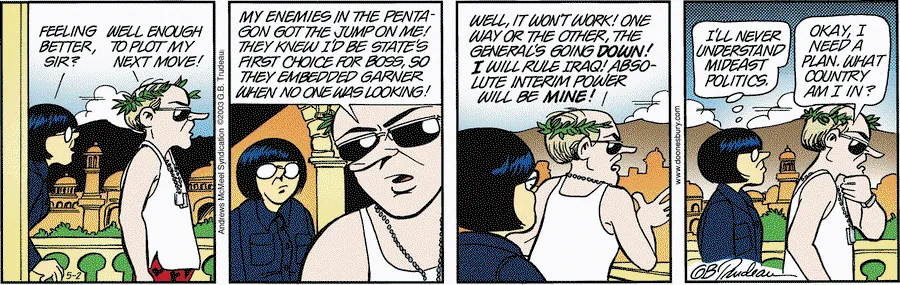 FEELING
BETTER,
SIR?
WELL ENOUGH
TO PLOT MY
NEXT MOVE!
5-2
Andrews McMeel Syndication ©2003 G.B. Trudeau
MY ENEMIES IN THE PENTA-
GON GOT THE JUMP ON ME!
THEY KNEW I'D BE STATE'S
FIRST CHOICE FOR BOSS, SO
THEY EMBEDDED GARNER
WHEN NO ONE WAS LOOKING!
WELL, IT WON'T WORK! ONE
WAY OR THE OTHER, THE
GENERAL'S GOING DOWN!
I WILL RULE IRAQ! ABSO-
LUTE INTERIM POWER
WILL BE MINE!
www.doonesbury.com
I'LL NEVER
UNDERSTAND
MIDEAST
POLITICS.
OKAY, I
NEED A
PLAN. WHAT
COUNTRY
AM I IN?
GB Trudeau